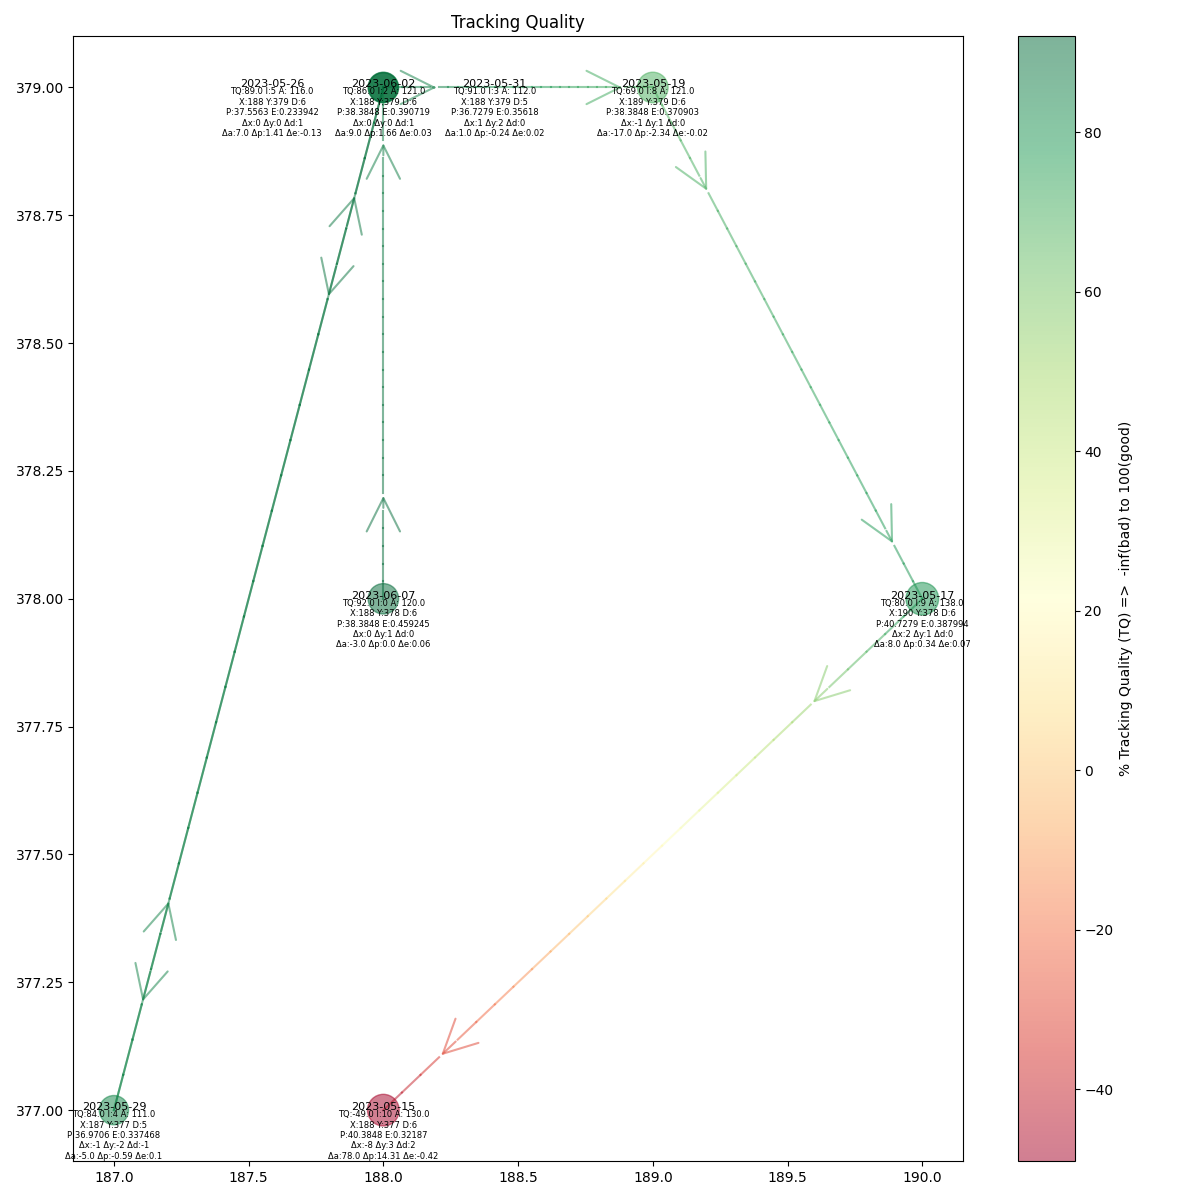 Tracking Quality
379.00
378.75
378.50
378.25
378.00
377.75
377.50
377.25
377.00
187.0
187.5
188.0
188.5
189.0
189.5
190.0
2023-05-26
TQ:89.0 I:5 A: 116.0
X:188 Y:379 D:6
P:37.5563 E:0.233942
Δx:0 Δy:0 Δd:1
Δa:7.0 Δp:1.41 Δe:-0.13
2023-06-02
A: 121.0
X:188 Y:379 D:6
P:38.3848 E:0.390719
Δx:0 Δy:0 Δd:1
Δa:9.0 Δp:1.66 Δe:0.03
2023-05-31
TQ:91.0 I:3 A: 112.0
X:188 Y:379 D:5
P:36.7279 E:0.35618
Δx:1 Δy:2 Δd:0
Δa:1.0 Δp:-0.24 Δe:0.02
2023-05-19
TQ:69.0 I:8 A: 121.0
X:189 Y:379 D:6
P:38.3848 E:0.370903
Δx:-1 Δy:1 Δd:0
Δa:-17.0 Δp:-2.34 Δe:-0.02
2023-06-07
TQ:92.0 I:0 A: 120.0
X:188 Y:378 D:6
P:38.3848 E:0.459245
Δx:0 Δy:1 Δd:0
Δa:-3.0 Δp:0.0 Δe:0.06
2023-05-17
TQ:80.0 I:9 A: 138.0
X:190 Y:378 D:6
P:40.7279 E:0.387994
Δx:2 Δy:1 Δd:0
Δa:8.0 Δp:0.34 Δe:0.07
2023-05-29
TQ:84.0 I:4 A: 111.0
X:187 Y:377 D:5
P:36.9706 E:0.337468
Δx:-1 Δy:-2 Δd:-1
Δa:-5.0 Δp:-0.59 Δe:0.1
2023-05-15
TQ:-49.0 I:10 A: 130.0
X:188 Y:377 D:6
P:40.3848 E:0.32187
Δx:-8 Δy:3 Δd:2
Δa:78.0 Δp:14.31 Δe:-0.42
80
60
40
20
0
−20
−40
% Tracking Quality (TQ) => -inf(bad) to 100(good)